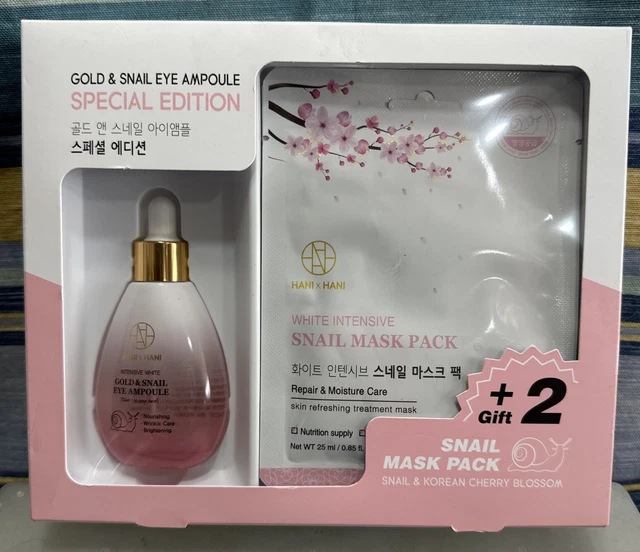 GOLD & SNAIL EYE AMPOULE
SPECIAL EDITION
골드 앤 스네일 아이앰플
스페셜 에디션
HANI x HANI
INTENSIVE WHITE
GOLD & SNAIL
EYE AMPOULE
Nourishing
Wrinkle Care
Brightening
HANI x HANI
WHITE INTENSIVE
SNAIL MASK PACK
화이트 인텐시브 스네일 마스크 팩
Repair & Moisture Care
skin refreshing treatment mask
Nutrition supply
Net WT 25 ml / 0.85 fl.
+ 2
Gift
SNAIL
MASK PACK
SNAIL & KOREAN CHERRY BLOSSOM